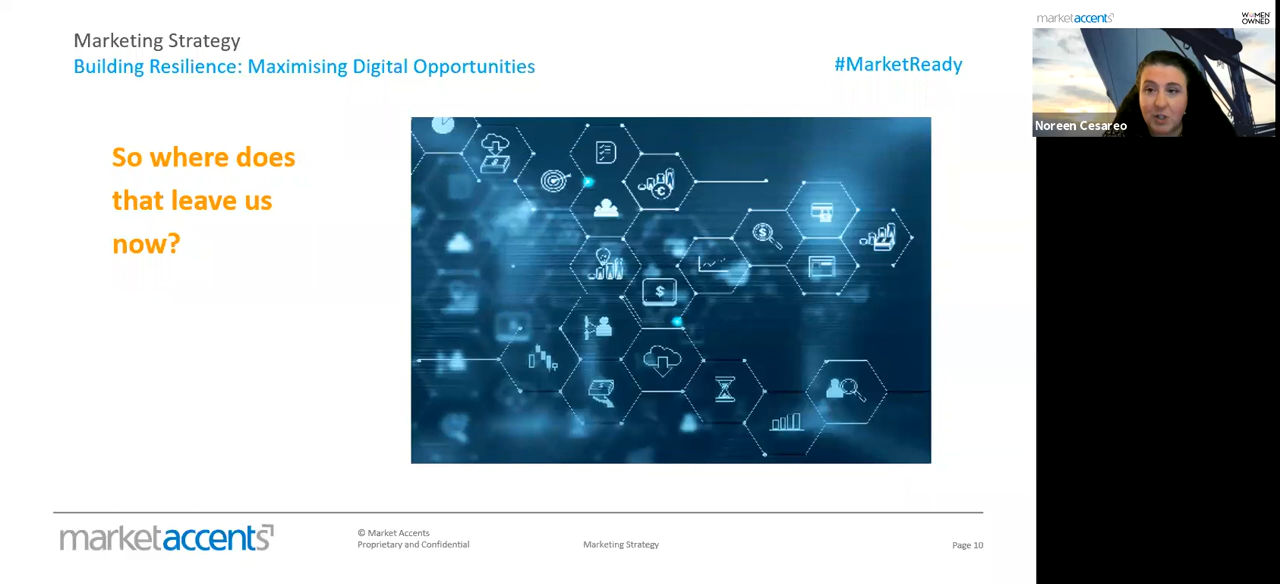 Marketing Strategy
Building Resilience: Maximising Digital Opportunities
#MarketReady
So where does
that leave us
now?
marketaccents
© Market Accents
Proprietary and Confidential
Marketing Strategy
Page 10
marketaccents
WOMEN
OWNED
Noreen Cesareo